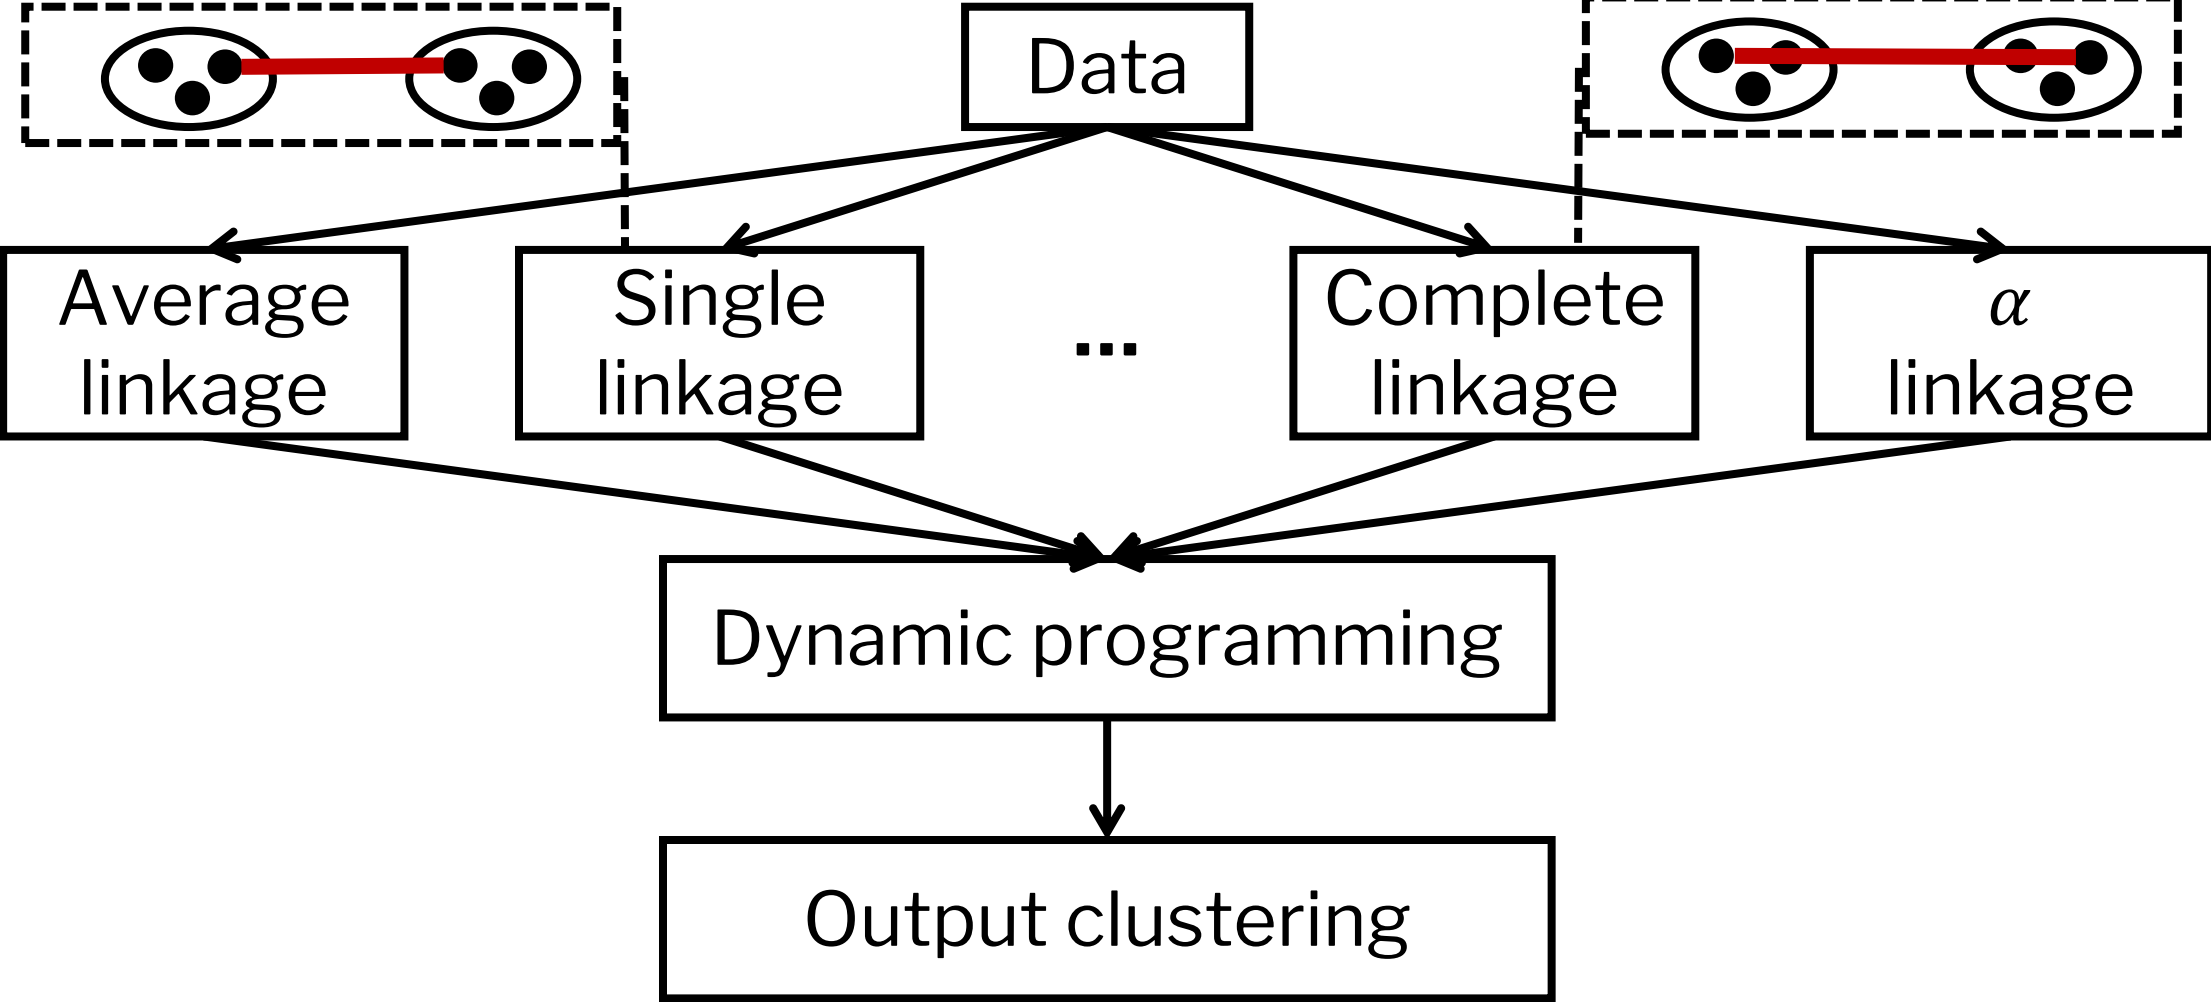 Data
Average
linkage
Single
linkage
...
Complete
linkage
α
linkage
Dynamic programming
Output clustering